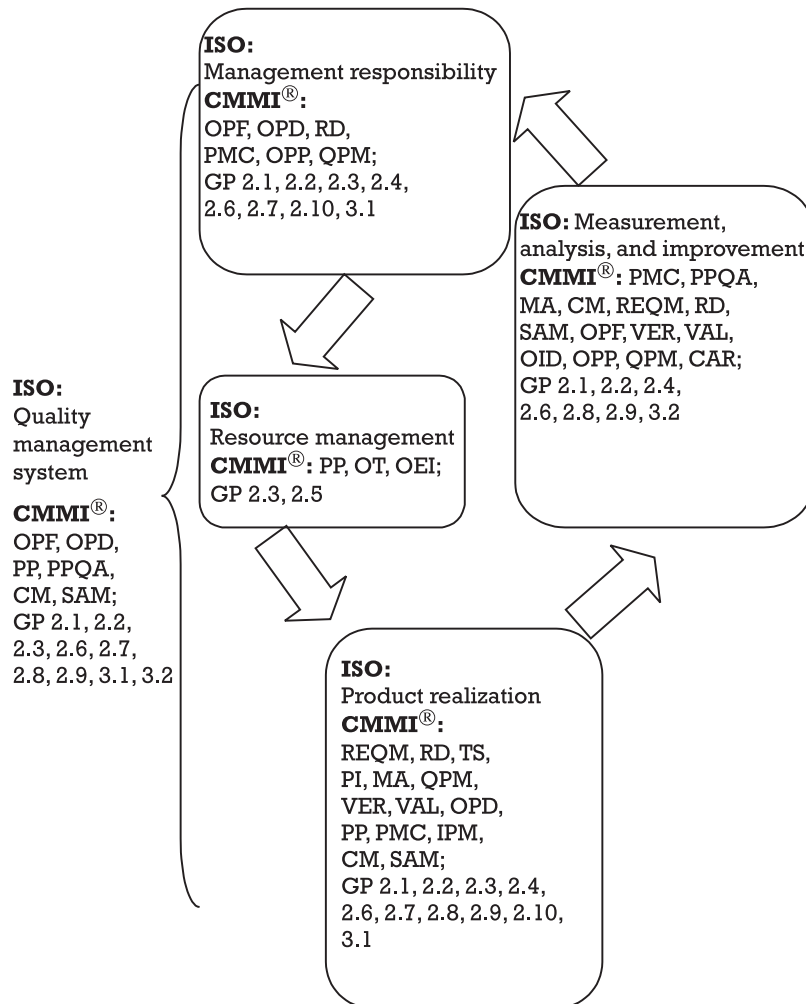 ISO:
Management responsibility
CMMI®:
OPF, OPD, RD,
PMC, OPP, QPM;
GP 2.1, 2.2, 2.3, 2.4,
2.6, 2.7, 2.10, 3.1
ISO: Measurement,
analysis, and improvement
CMMI®: PMC, PPQA,
MA, CM, REQM, RD,
SAM, OPF, VER, VAL,
OID, OPP, QPM, CAR;
GP 2.1, 2.2, 2.4,
2.6, 2.8, 2.9, 3.2
ISO:
Quality
management
system
CMMI®:
OPF, OPD,
PP, PPQA,
CM, SAM;
GP 2.1, 2.2,
2.3, 2.6, 2.7,
2.8, 2.9, 3.1, 3.2
ISO:
Resource management
CMMI®: PP, OT, OEI;
GP 2.3, 2.5
ISO:
Product realization
CMMI®:
REQM, RD, TS,
PI, MA, QPM,
VER, VAL, OPD,
PP, PMC, IPM,
CM, SAM;
GP 2.1, 2.2, 2.3, 2.4,
2.6, 2.7, 2.8, 2.9, 2.10,
3.1